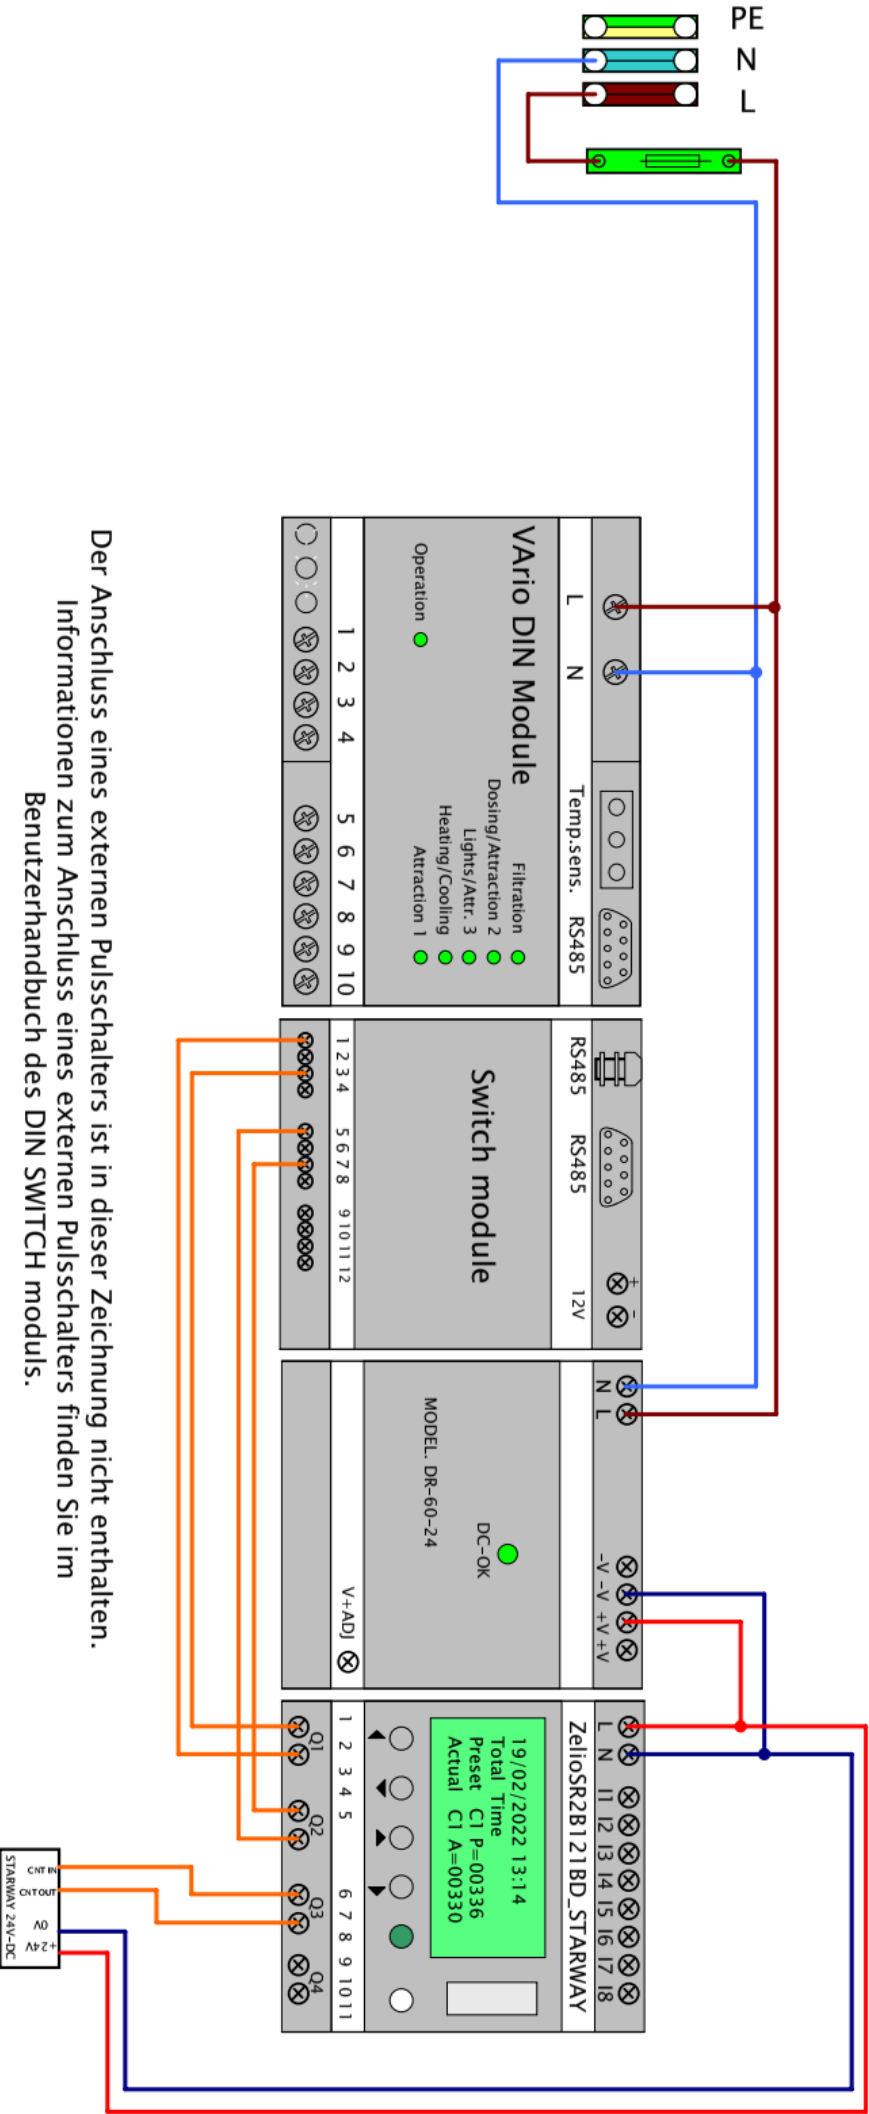 PE
N
L
VArio DIN Module
L
N
Temp.sens.
RS485
Operation
Filtration
Dosing/Attraction 2
Lights/Attr. 3
Heating/Cooling
Attraction 1
1 2 3 4 5 6 7 8 9 10
RS485
RS485
12V
+ -
Switch module
1 2 3 4 5 6 7 8 9 10 11 12
N L
-V -V +V +V
DC-OK
MODEL. DR-60-24
V+ADJ
L N I1 I2 I3 I4 I5 I6 I7 I8
ZelioSR2B121BD_STARWAY
19/02/2022 13:14
Total Time
Preset C1 P=00336
Actual C1 A=00330
1 2 3 4 5 6 7 8 9 10 11
Q1 Q2 Q3 Q4
CNT IN
CNT OUT
0V
+24V
STARWAY 24V-DC
Der Anschluss eines externen Pulsschalters ist in dieser Zeichnung nicht enthalten.
Informationen zum Anschluss eines externen Pulsschalters finden Sie im
Benutzerhandbuch des DIN SWITCH moduls.